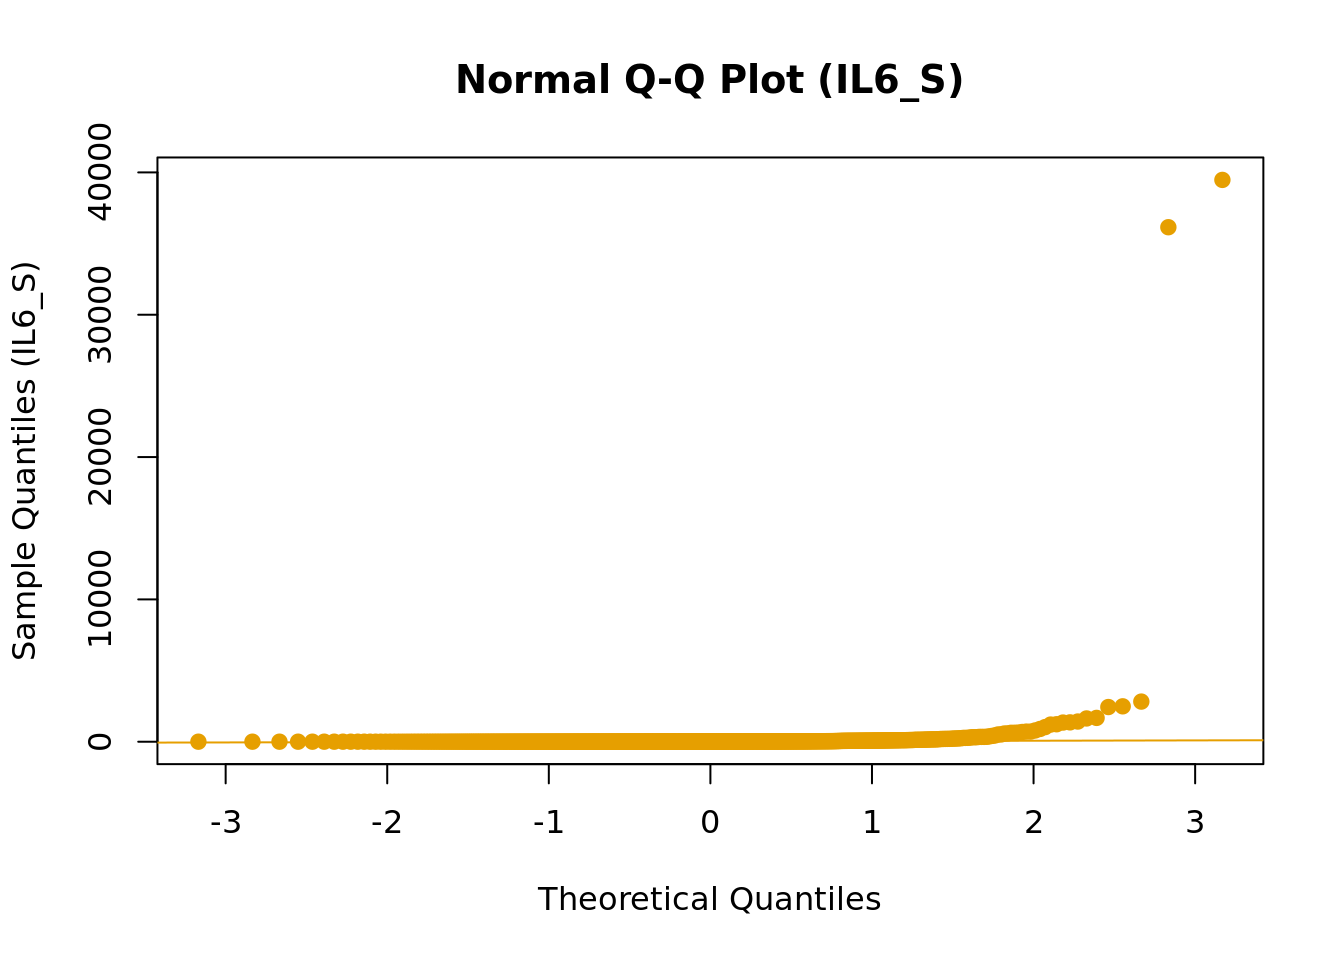 Normal Q-Q Plot (IL6_S)
Sample Quantiles (IL6_S)
40000
30000
20000
10000
0
-3 -2 -1 0 1 2 3
Theoretical Quantiles